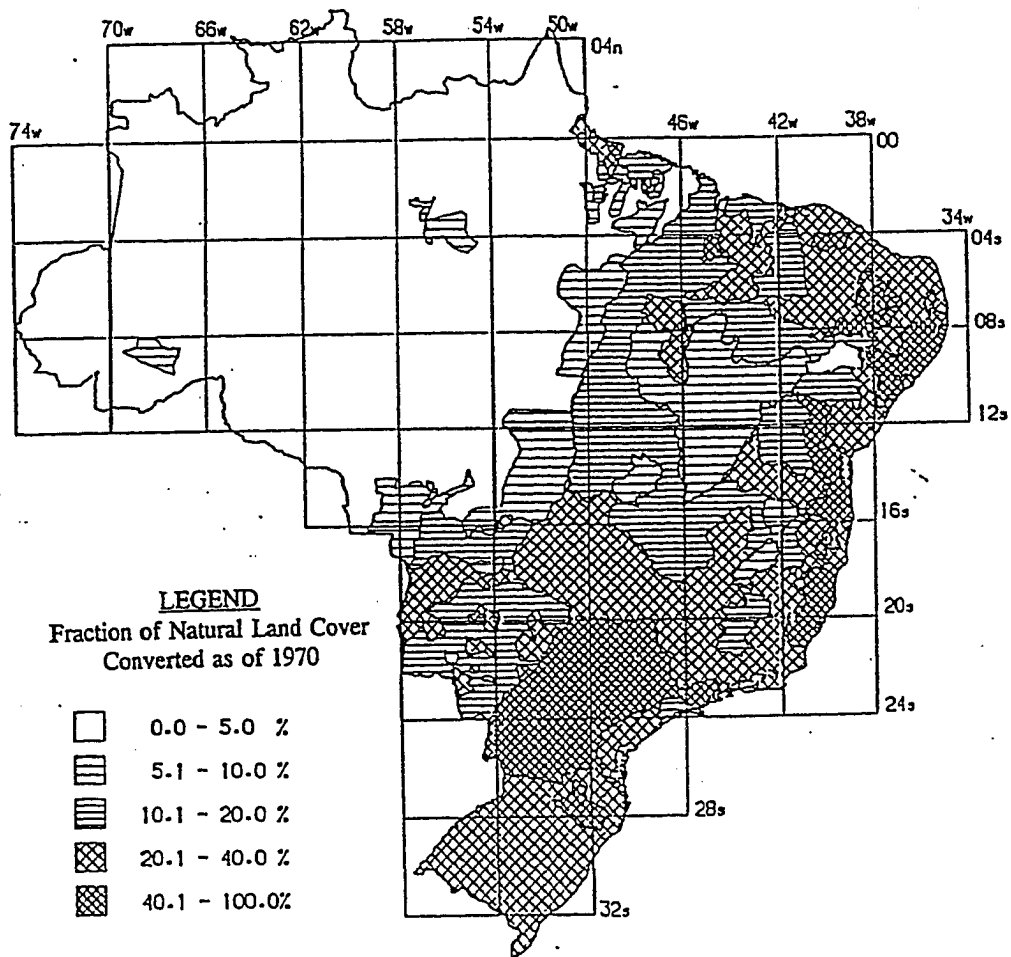 70w 66w 62w 58w 54w 50w
04n
74w 46w 42w 38w
00
34w
04s
08s
12s
16s
20s
24s
28s
32s
LEGEND
Fraction of Natural Land Cover
Converted as of 1970
0.0 - 5.0 %
5.1 - 10.0 %
10.1 - 20.0 %
20.1 - 40.0 %
40.1 - 100.0%